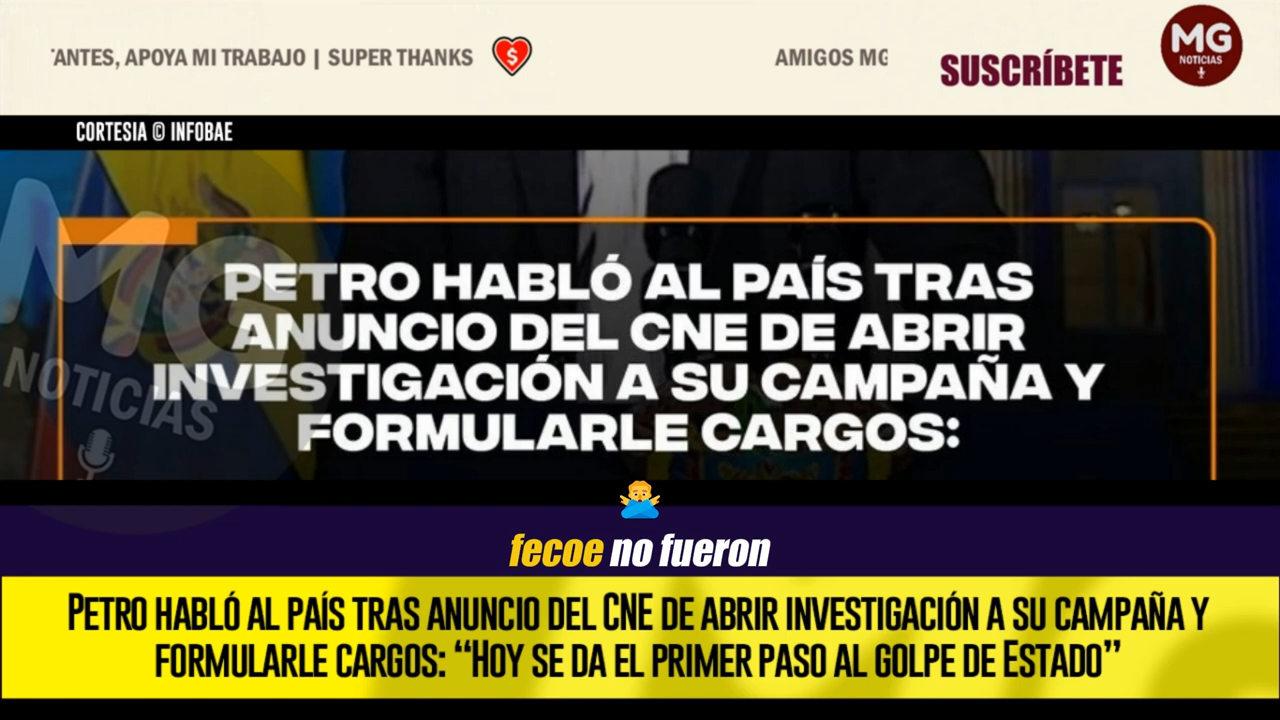 TANTES, APOYA MI TRABAJO | SUPER THANKS
AMIGOS MG
SUSCRÍBETE
MG
NOTICIAS
CORTESIA © INFOBAE
MG
NOTICIAS
PETRO HABLÓ AL PAÍS TRAS
ANUNCIO DEL CNE DE ABRIR
INVESTIGACIÓN A SU CAMPAÑA Y
FORMULARLE CARGOS:
fecoe no fueron
PETRO HABLÓ AL PAÍS TRAS ANUNCIO DEL CNE DE ABRIR INVESTIGACIÓN A SU CAMPAÑA Y
FORMULARLE CARGOS: “HOY SE DA EL PRIMER PASO AL GOLPE DE ESTADO”